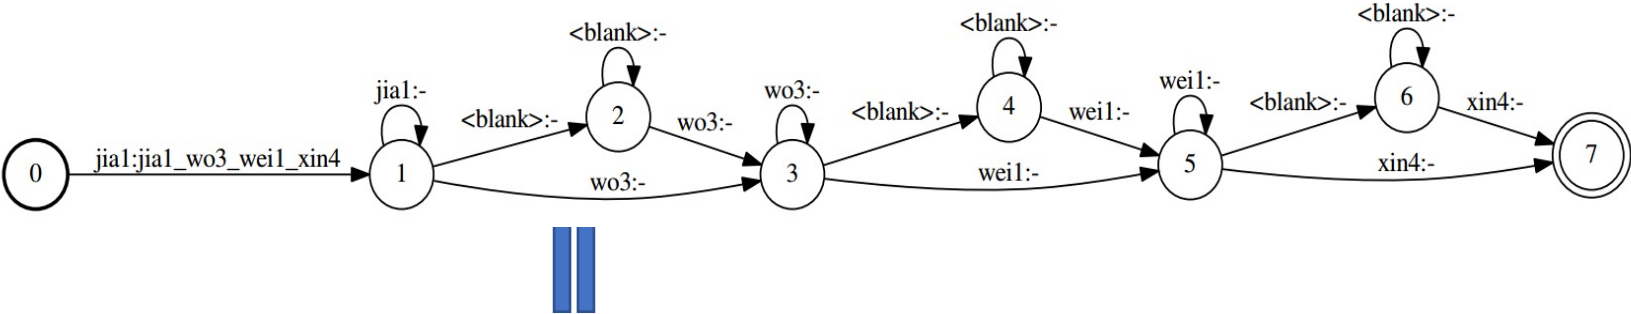 <blank>:-
<blank>:-
<blank>:-
jia1:-
wo3:-
wei1:-
<blank>:-
wo3:-
<blank>:-
wei1:-
<blank>:-
xin4:-
0
jia1:jia1_wo3_wei1_xin4
1
2
wo3:-
3
4
wei1:-
5
6
xin4:-
7